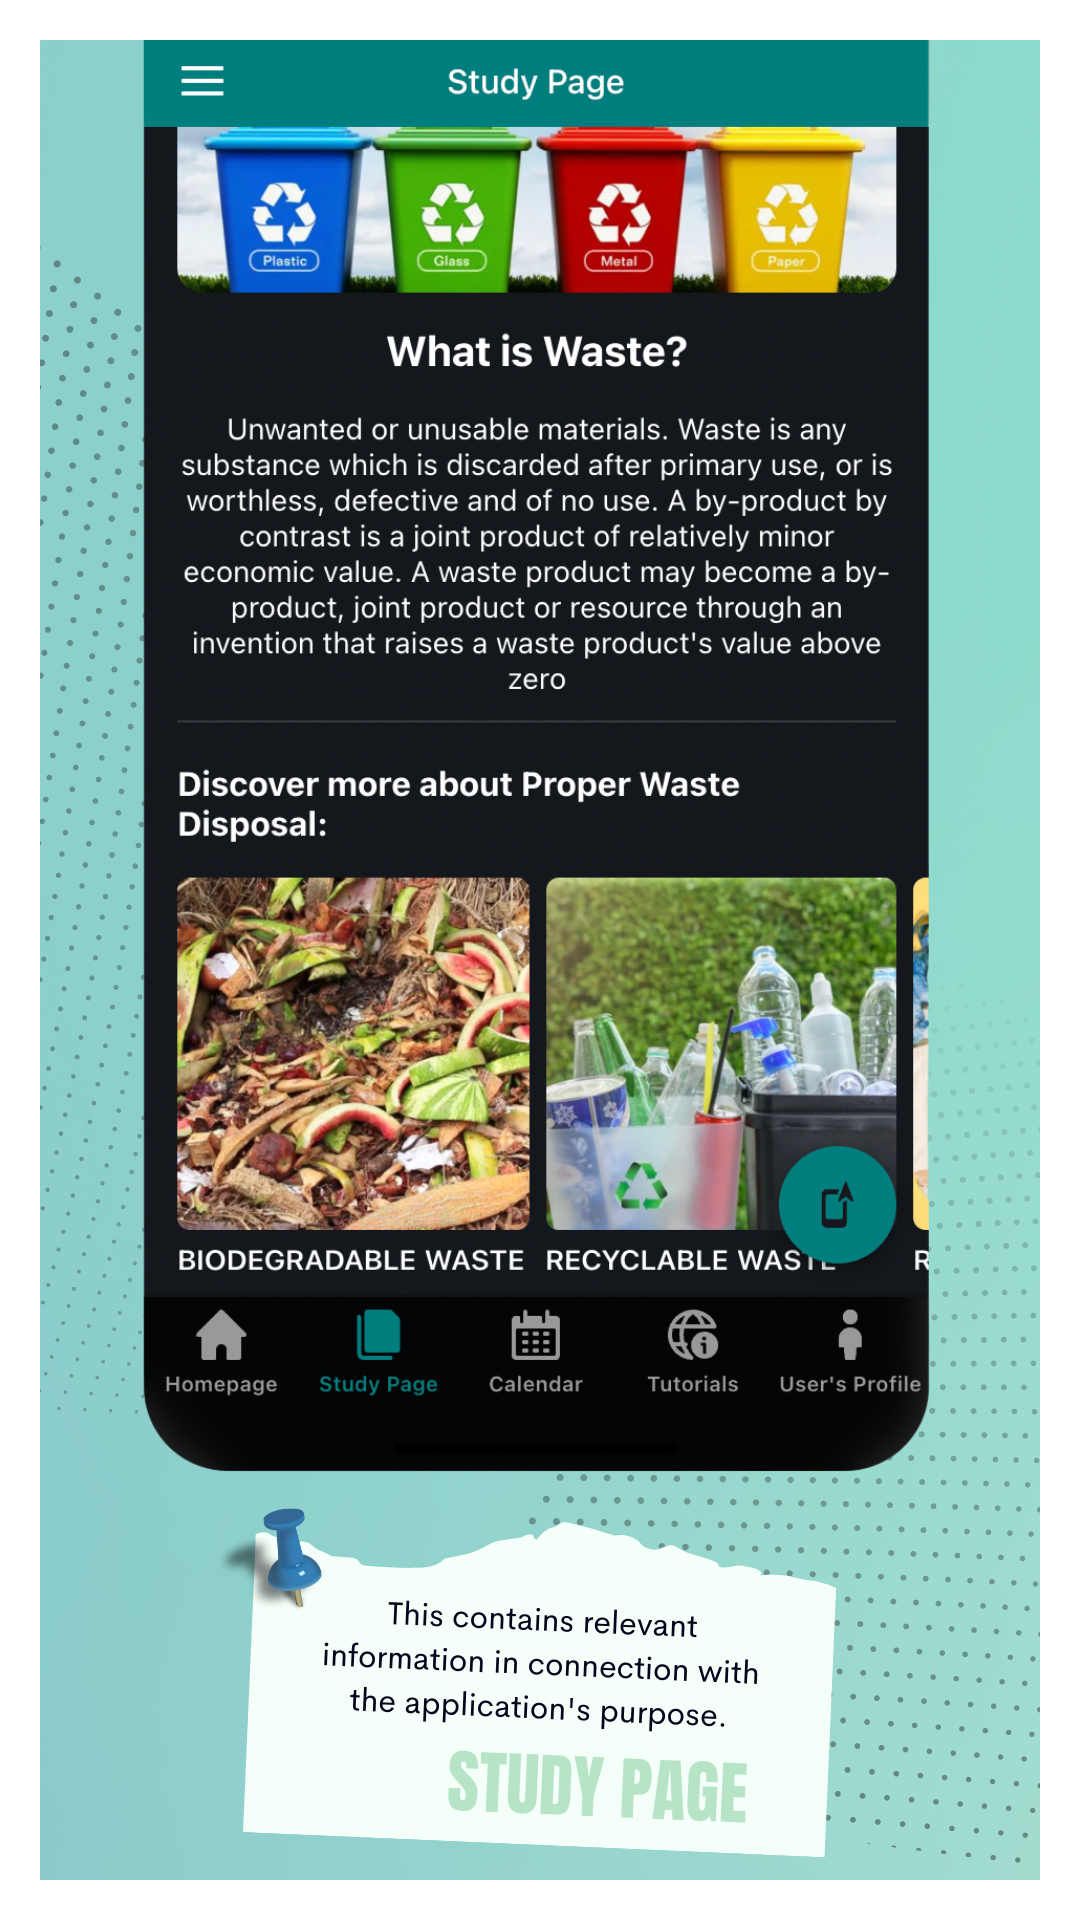 Study Page
Plastic
Glass
Metal
Paper
What is Waste?
Unwanted or unusable materials. Waste is any
substance which is discarded after primary use, or is
worthless, defective and of no use. A by-product by
contrast is a joint product of relatively minor
economic value. A waste product may become a by-
product, joint product or resource through an
invention that raises a waste product's value above
zero
Discover more about Proper Waste
Disposal:
BIODEGRADABLE WASTE
RECYCLABLE WASTE
R
Homepage
Study Page
Calendar
Tutorials
User's Profile
This contains relevant
information in connection with
the application's purpose.
STUDY PAGE